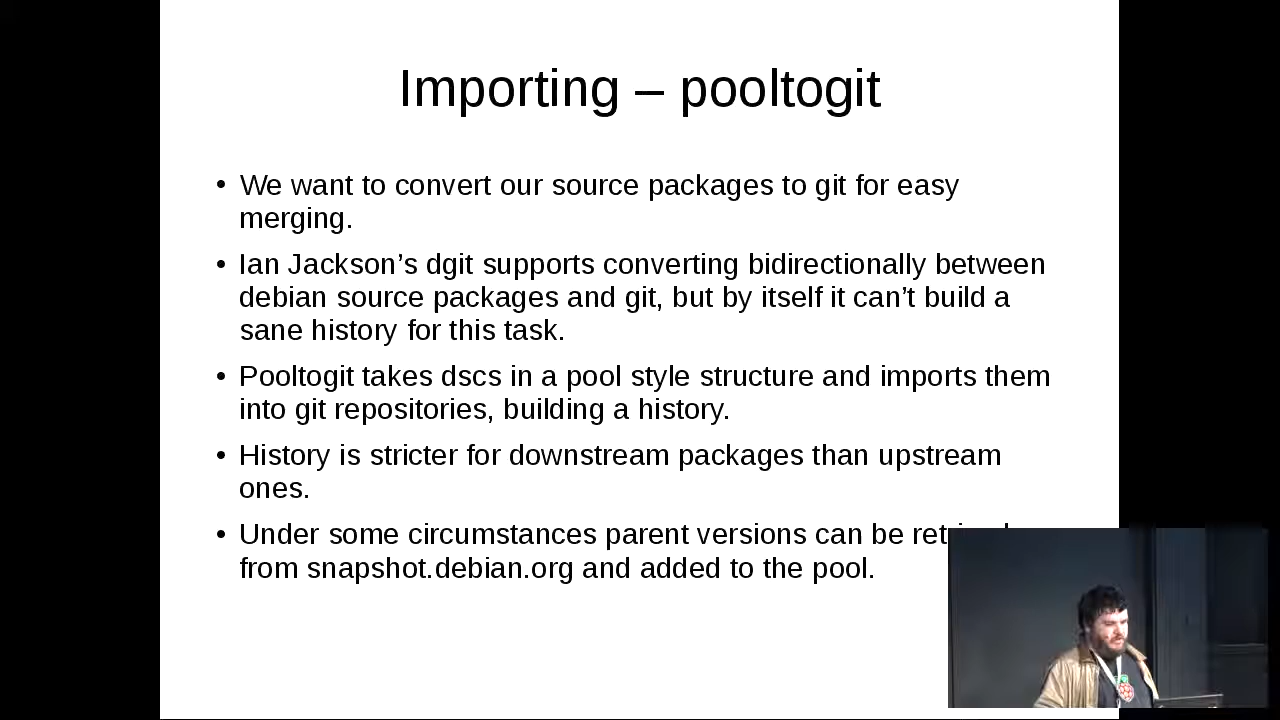 Importing – pooltogit
• We want to convert our source packages to git for easy
merging.
• Ian Jackson’s dgit supports converting bidirectionally between
debian source packages and git, but by itself it can’t build a
sane history for this task.
• Pooltogit takes dscs in a pool style structure and imports them
into git repositories, building a history.
• History is stricter for downstream packages than upstream
ones.
• Under some circumstances parent versions can be
from snapshot.debian.org and added to the pool.